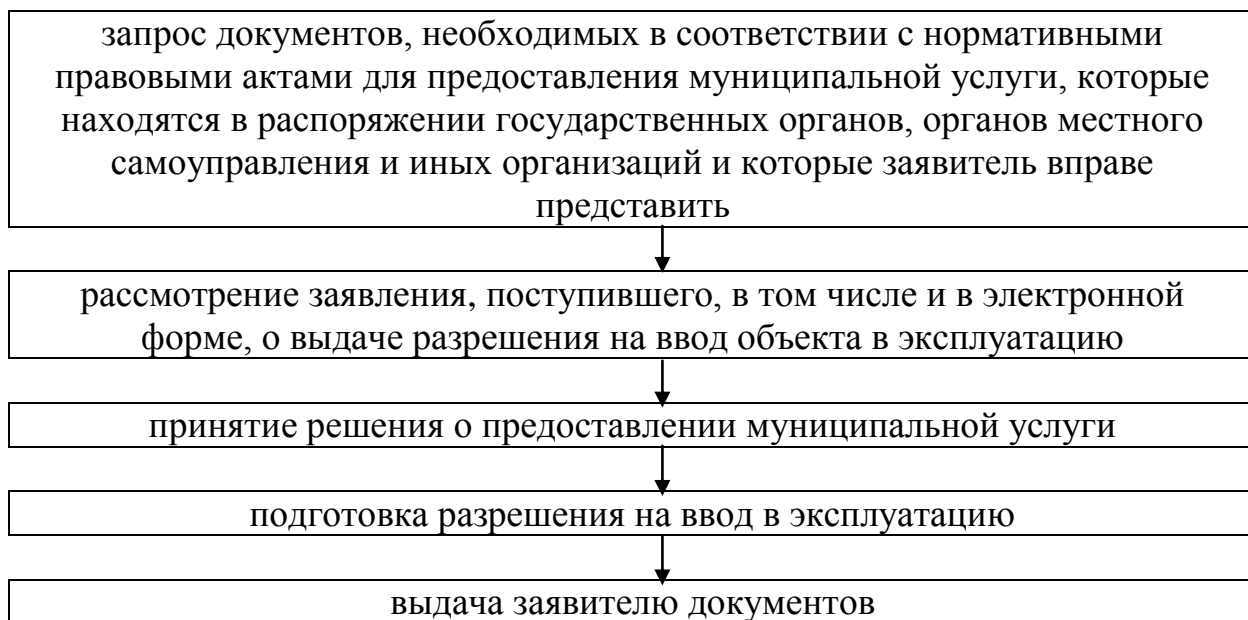 запрос документов, необходимых в соответствии с нормативными
правовыми актами для предоставления муниципальной услуги, которые
находятся в распоряжении государственных органов, органов местного
самоуправления и иных организаций и которые заявитель вправе
представить
рассмотрение заявления, поступившего, в том числе и в электронной
форме, о выдаче разрешения на ввод объекта в эксплуатацию
принятие решения о предоставлении муниципальной услуги
подготовка разрешения на ввод в эксплуатацию
выдача заявителю документов